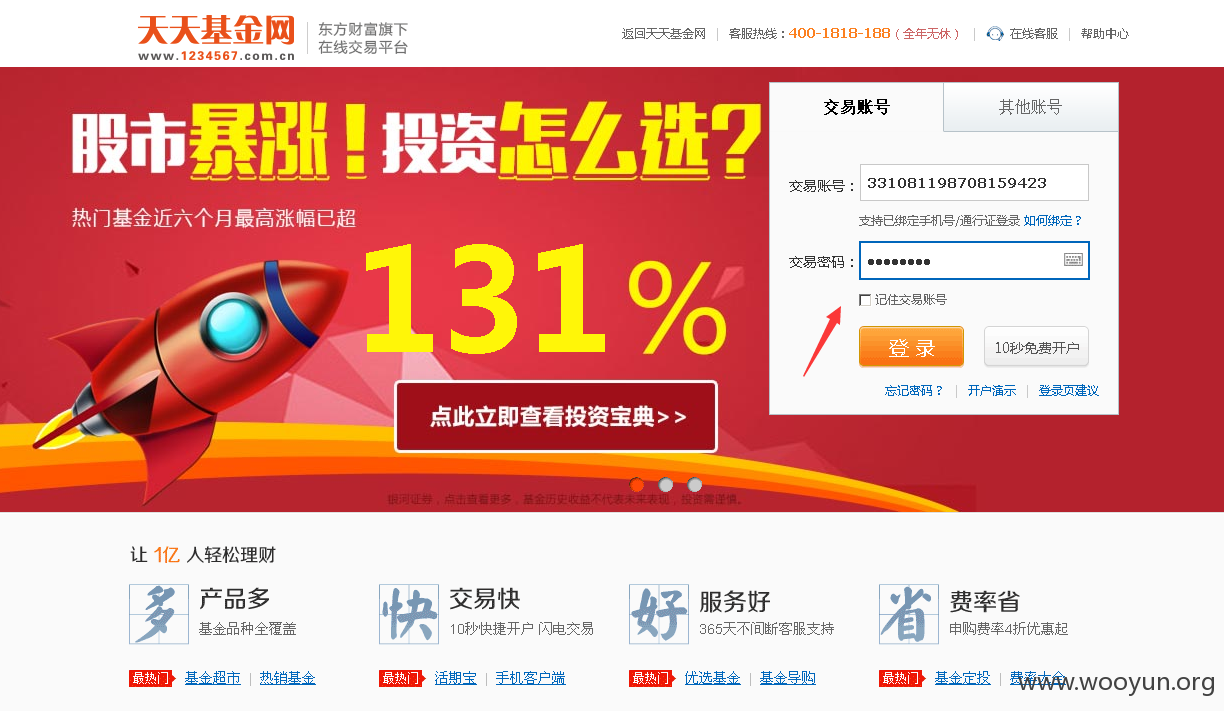 天天基金网
www.1234567.com.cn
东方财富旗下
在线交易平台
返回天天基金网 客服热线：400-1818-188（全年无休） 在线客服 帮助中心
股市暴涨！投资怎么选？
热门基金近六个月最高涨幅已超
131%
点此立即查看投资宝典>>
银河证券，点击查看更多，基金历史收益不代表未来表现，投资需谨慎。
交易账号 其他账号
交易账号： 331081198708159423
支持已绑定手机号/通行证登录 如何绑定？
交易密码： ●●●●●●●●
记住交易账号
登录 10秒免费开户
忘记密码？ 开户演示 登录页建议
让 1亿 人轻松理财
多 产品多
基金品种全覆盖
最热门 基金超市 热销基金
快 交易快
10秒快捷开户 闪电交易
最热门 活期宝 手机客户端
好 服务好
365天不间断客服支持
最热门 优选基金 基金导购
省 费率省
申购费率4折优惠起
最热门 基金定投 费率大全
www.wooyun.org